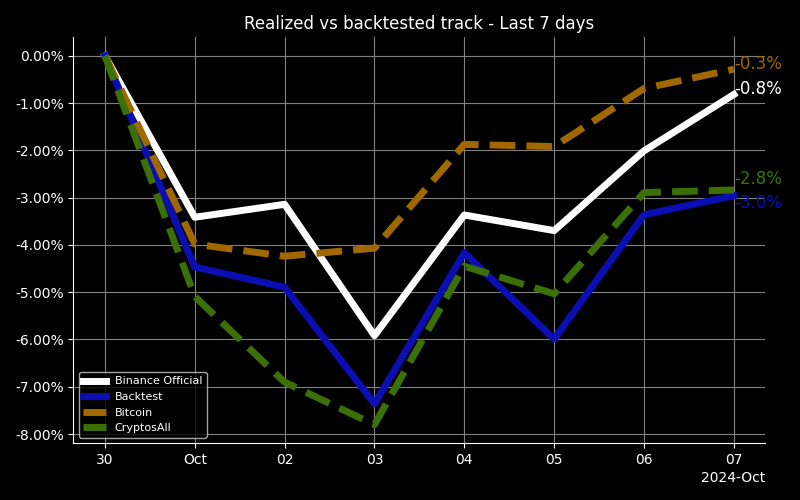 Realized vs backtested track - Last 7 days
0.00%
-1.00%
-2.00%
-3.00%
-4.00%
-5.00%
-6.00%
-7.00%
-8.00%
-0.3%
-0.8%
-2.8%
-3.0%
Binance Official
Backtest
Bitcoin
CryptosAll
30 Oct 02 03 04 05 06 07
2024-Oct